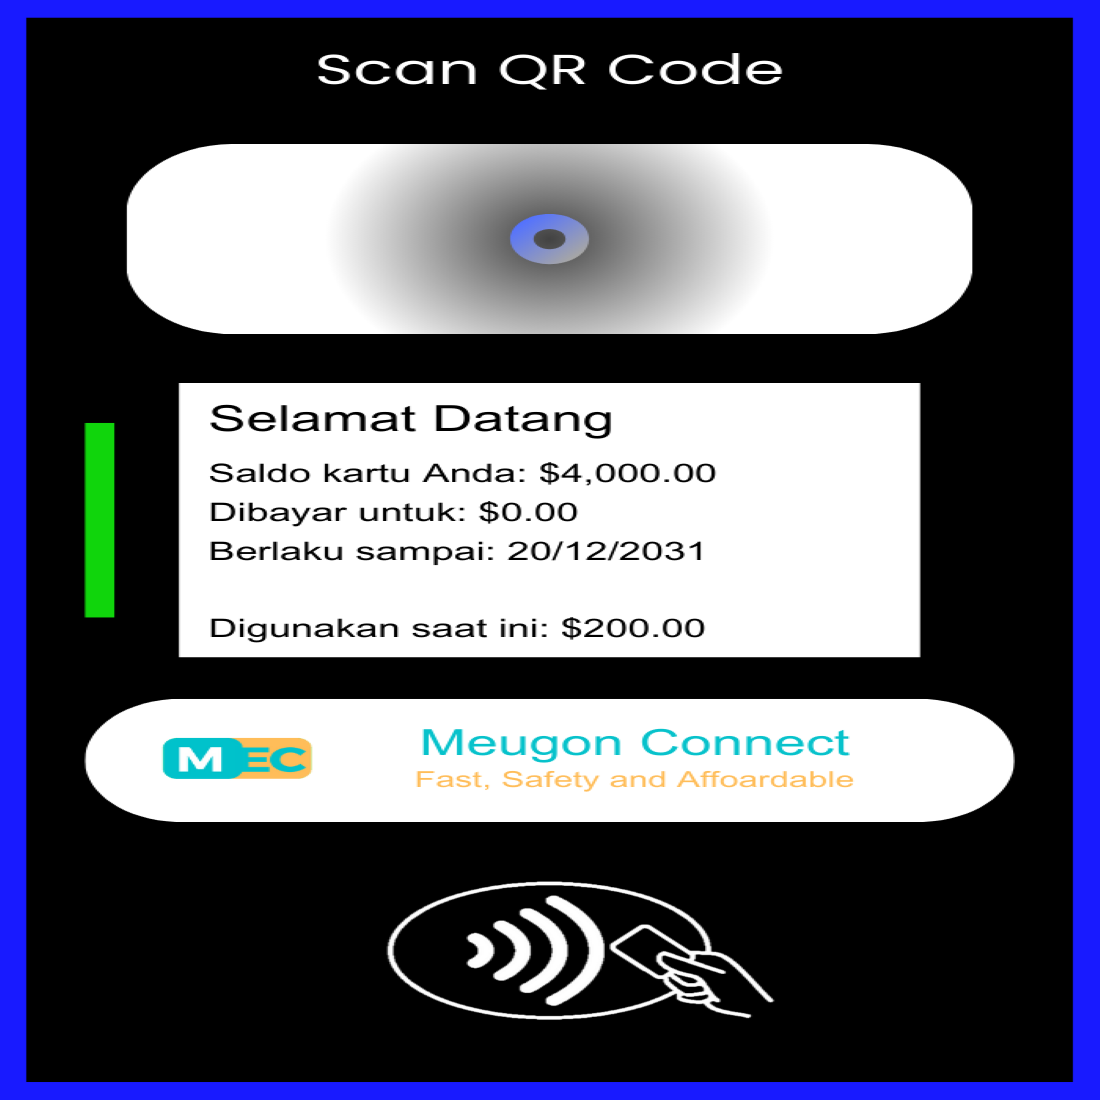 Scan QR Code
Selamat Datang
Saldo kartu Anda: $4,000.00
Dibayar untuk: $0.00
Berlaku sampai: 20/12/2031
Digunakan saat ini: $200.00
MEC
Meugon Connect
Fast, Safety and Affoardable